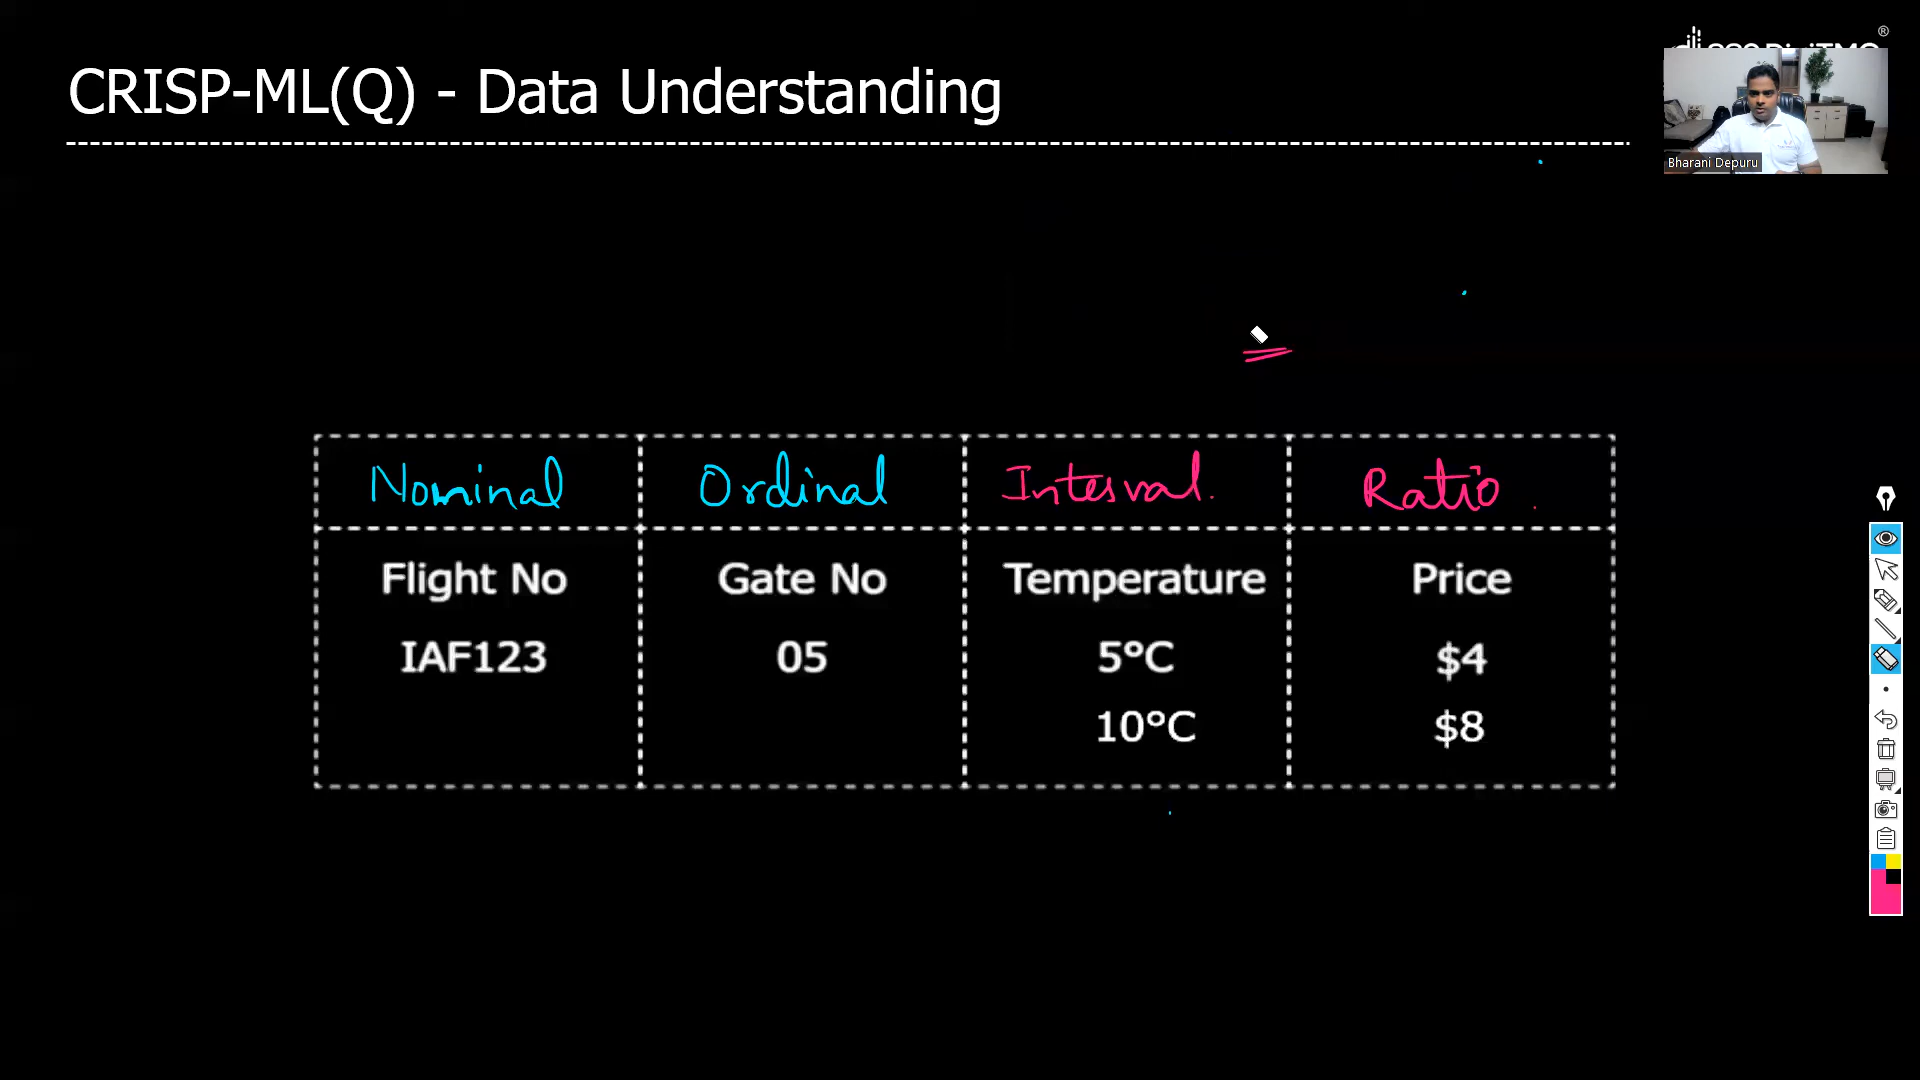 CRISP-ML(Q) - Data Understanding
®
Bharani Depuru
Nominal Ordinal Interval. Ratio .
Flight No Gate No Temperature Price
IAF123 05 5°C $4
10°C $8